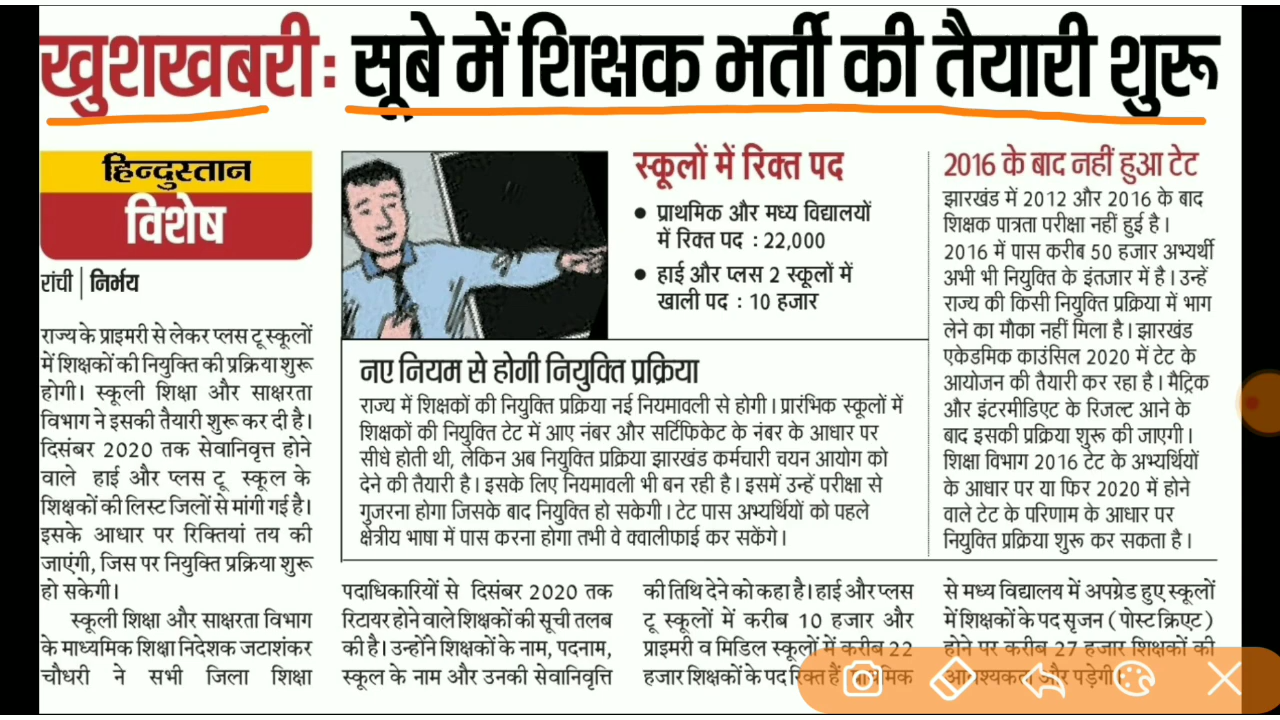 खुशखबरी: सूबे में शिक्षक भर्ती की तैयारी शुरू
हिन्दुस्तान
विशेष
रांची | निर्भय
राज्य के प्राइमरी से लेकर प्लस टू स्कूलों
में शिक्षकों की नियुक्ति की प्रक्रिया शुरू
होगी। स्कूली शिक्षा और साक्षरता
विभाग ने इसकी तैयारी शुरू कर दी है।
दिसंबर 2020 तक सेवानिवृत्त होने
वाले हाई और प्लस टू स्कूल के
शिक्षकों की लिस्ट जिलों से मांगी गई है।
इसके आधार पर रिक्तियां तय की
जाएंगी, जिस पर नियुक्ति प्रक्रिया शुरू
हो सकेगी।
स्कूली शिक्षा और साक्षरता विभाग
के माध्यमिक शिक्षा निदेशक जटाशंकर
चौधरी ने सभी जिला शिक्षा
स्कूलों में रिक्त पद
● प्राथमिक और मध्य विद्यालयों
में रिक्त पद : 22,000
● हाई और प्लस 2 स्कूलों में
खाली पद : 10 हजार
नए नियम से होगी नियुक्ति प्रक्रिया
राज्य में शिक्षकों की नियुक्ति प्रक्रिया नई नियमावली से होगी। प्रारंभिक स्कूलों में
शिक्षकों की नियुक्ति टेट में आए नंबर और सर्टिफिकेट के नंबर के आधार पर
सीधे होती थी, लेकिन अब नियुक्ति प्रक्रिया झारखंड कर्मचारी चयन आयोग को
देने की तैयारी है। इसके लिए नियमावली भी बन रही है। इसमें उन्हें परीक्षा से
गुजरना होगा जिसके बाद नियुक्ति हो सकेगी। टेट पास अभ्यर्थियों को पहले
क्षेत्रीय भाषा में पास करना होगा तभी वे क्वालीफाई कर सकेंगे।
2016 के बाद नहीं हुआ टेट
झारखंड में 2012 और 2016 के बाद
शिक्षक पात्रता परीक्षा नहीं हुई है।
2016 में पास करीब 50 हजार अभ्यर्थी
अभी भी नियुक्ति के इंतजार में है। उन्हें
राज्य की किसी नियुक्ति प्रक्रिया में भाग
लेने का मौका नहीं मिला है। झारखंड
एकेडमिक काउंसिल 2020 में टेट के
आयोजन की तैयारी कर रहा है। मैट्रिक
और इंटरमीडिएट के रिजल्ट आने के
बाद इसकी प्रक्रिया शुरू की जाएगी।
शिक्षा विभाग 2016 टेट के अभ्यर्थियों
के आधार पर या फिर 2020 में होने
वाले टेट के परिणाम के आधार पर
नियुक्ति प्रक्रिया शुरू कर सकता है।
पदाधिकारियों से दिसंबर 2020 तक
रिटायर होने वाले शिक्षकों की सूची तलब
की है। उन्होंने शिक्षकों के नाम, पदनाम,
स्कूल के नाम और उनकी सेवानिवृत्ति
की तिथि देने को कहा है। हाई और प्लस
टू स्कूलों में करीब 10 हजार और
प्राइमरी व मिडिल स्कूलों में करीब 22
हजार शिक्षकों के पद रिक्त हैं। प्राथमिक
से मध्य विद्यालय में अपग्रेड हुए स्कूलों
में शिक्षकों के पद सृजन ( पोस्ट क्रिएट )
होने पर करीब 27 हजार शिक्षकों की
आवश्यकता और पड़ेगी।